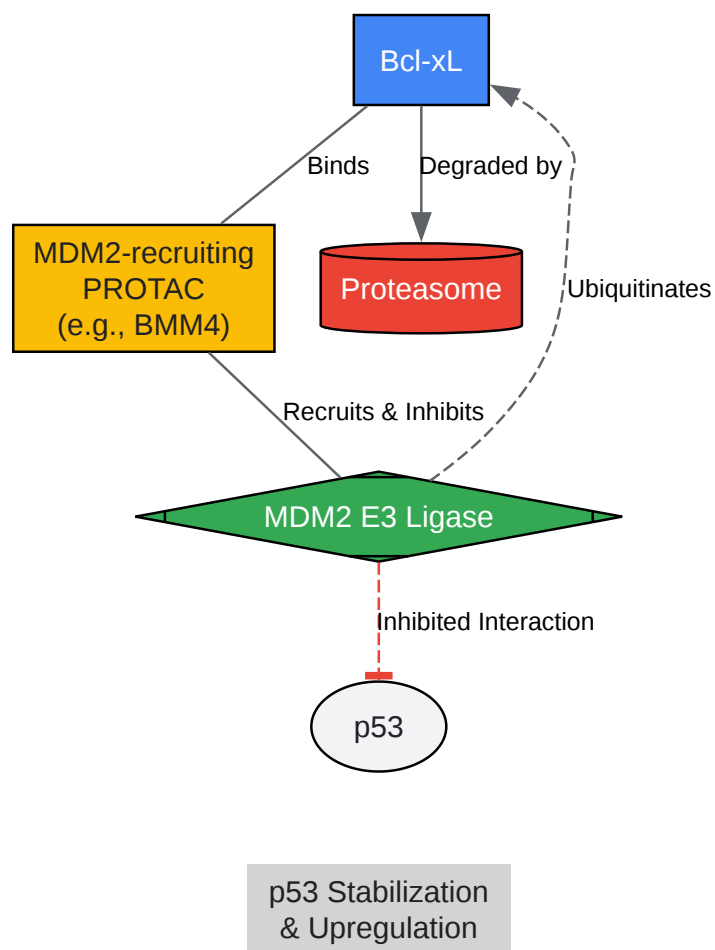 Bcl-xL
Binds
Degraded by
MDM2-recruiting
PROTAC
(e.g., BMM4)
Proteasome
Ubiquitinates
Recruits & Inhibits
MDM2 E3 Ligase
Inhibited Interaction
p53
p53 Stabilization
& Upregulation